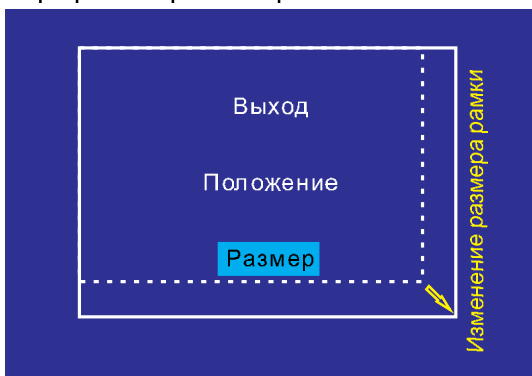 Выход
Положение
Размер
Изменение размера рамки